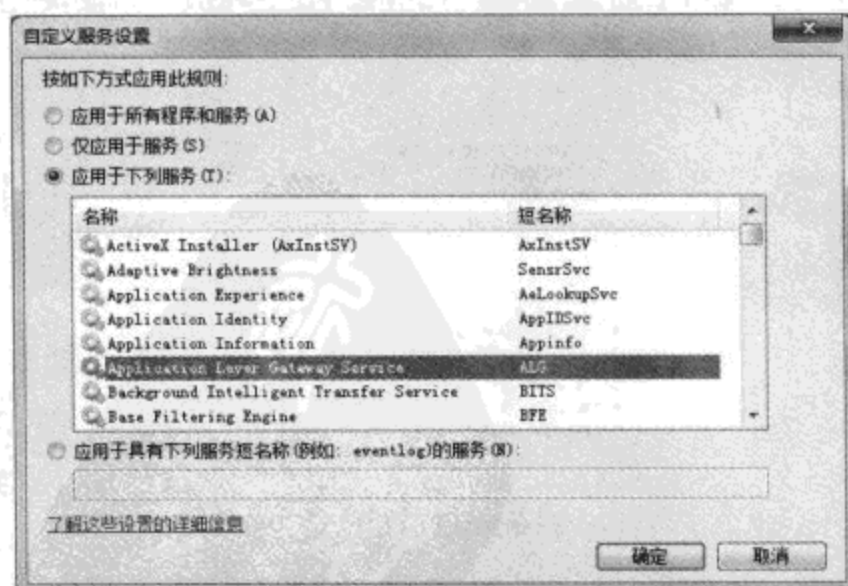 自定义服务设置
按如下方式应用此规则:
应用于所有程序和服务(A)
仅应用于服务(S)
应用于下列服务(T):
名称 短名称
ActiveX Installer (AxInstSV) AxInstSV
Adaptive Brightness SensrSvc
Application Experience AeLookupSvc
Application Identity AppIDSvc
Application Information Appinfo
Application Layer Gateway Service ALG
Background Intelligent Transfer Service BITS
Base Filtering Engine BFE
应用于具有下列服务短名称(例如: eventlog)的服务(N):
了解这些设置的详细信息
确定 取消